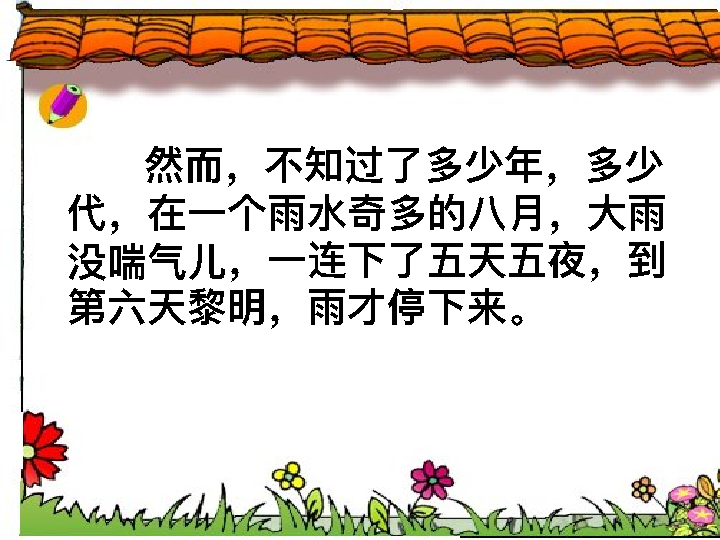 然而，不知过了多少年，多少
代，在一个雨水奇多的八月，大雨
没喘气儿，一连下了五天五夜，到
第六天黎明，雨才停下来。